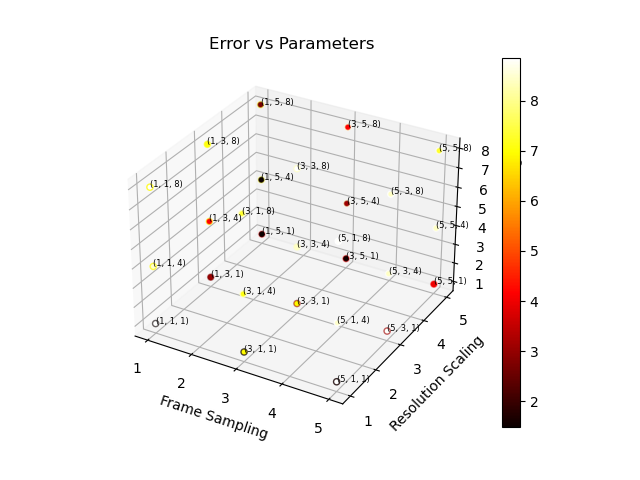 Error vs Parameters
(1, 5, 8)
(3, 5, 8)
(1, 3, 8)
(5, 5, 8)
(3, 3, 8)
(1, 1, 8)
(1, 5, 4)
(5, 3, 8)
(3, 5, 4)
(3, 1, 8)
(1, 3, 4)
(5, 5, 4)
(1, 5, 1)
(5, 1, 8)
(3, 3, 4)
(3, 5, 1)
(1, 1, 4)
(5, 3, 4)
(1, 3, 1)
(5, 5, 1)
(3, 1, 4)
(3, 3, 1)
(1, 1, 1)
(5, 1, 4)
(5, 3, 1)
(3, 1, 1)
(5, 1, 1)
8
7
6
5
4
3
2
1
1
2
3
4
5
Frame Sampling
1
2
3
4
5
Resolution Scaling
8
7
6
5
4
3
2